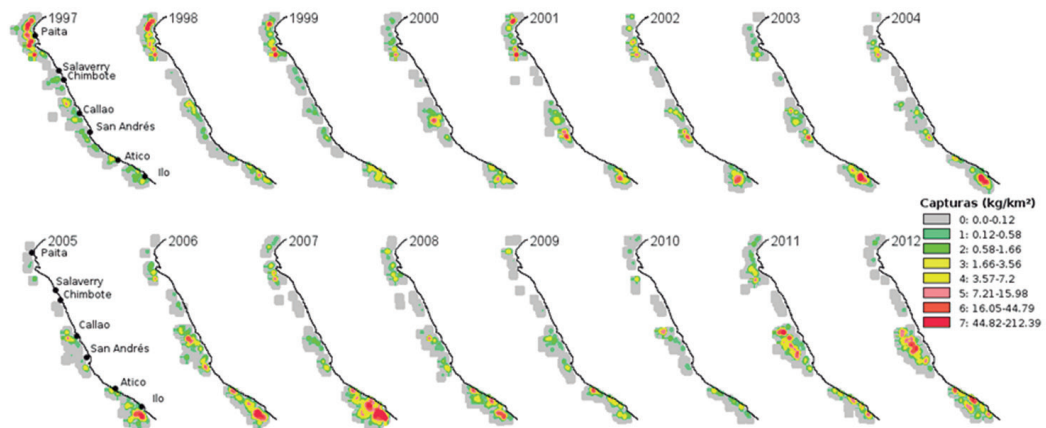 1997
1998
1999
2000
2001
2002
2003
2004
Paita
Salaverry
Chimbote
Callao
San Andrés
Atico
Ilo
Capturas (kg/km²)
0: 0.0-0.12
1: 0.12-0.58
2: 0.58-1.66
3: 1.66-3.56
4: 3.57-7.2
5: 7.21-15.98
6: 16.05-44.79
7: 44.82-212.39
2005
2006
2007
2008
2009
2010
2011
2012
Paita
Salaverry
Chimbote
Callao
San Andrés
Atico
Ilo